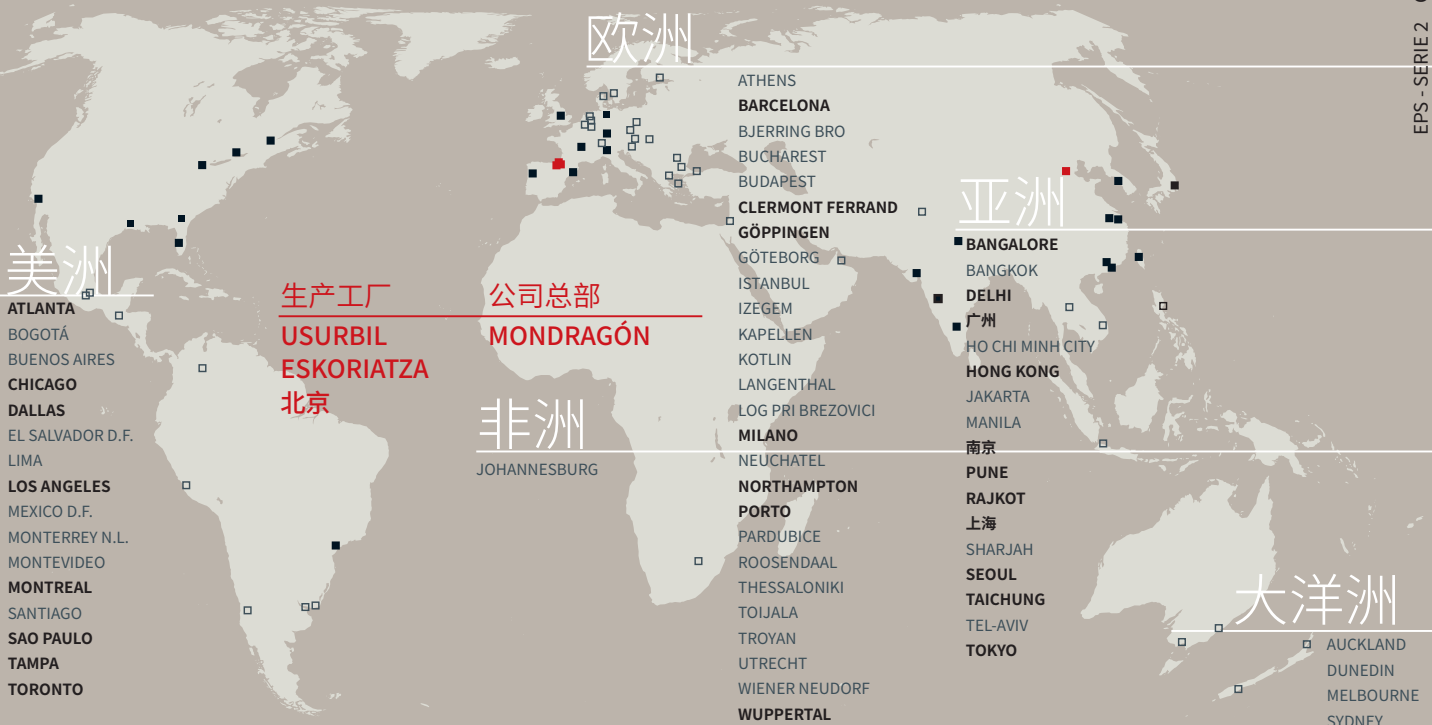 EPS - SERIE 2
欧洲
ATHENS
BARCELONA
BJERRING BRO
BUCHAREST
BUDAPEST
CLERMONT FERRAND
GÖPPINGEN
GÖTEBORG
ISTANBUL
IZEGEM
KAPELLEN
KOTLIN
LANGENTHAL
LOG PRI BREZOVICI
MILANO
NEUCHATEL
NORTHAMPTON
PORTO
PARDUBICE
ROOSENDAAL
THESSALONIKI
TOIJALA
TROYAN
UTRECHT
WIENER NEUDORF
WUPPERTAL
亚洲
BANGALORE
BANGKOK
DELHI
广州
HO CHI MINH CITY
HONG KONG
JAKARTA
MANILA
南京
PUNE
RAJKOT
上海
SHARJAH
SEOUL
TAICHUNG
TEL-AVIV
TOKYO
美洲
ATLANTA
BOGOTÁ
BUENOS AIRES
CHICAGO
DALLAS
EL SALVADOR D.F.
LIMA
LOS ANGELES
MEXICO D.F.
MONTERREY N.L.
MONTEVIDEO
MONTREAL
SANTIAGO
SAO PAULO
TAMPA
TORONTO
生产工厂
USURBIL
ESKORIATZA
北京
公司总部
MONDRAGÓN
非洲
JOHANNESBURG
大洋洲
AUCKLAND
DUNEDIN
MELBOURNE
SYDNEY